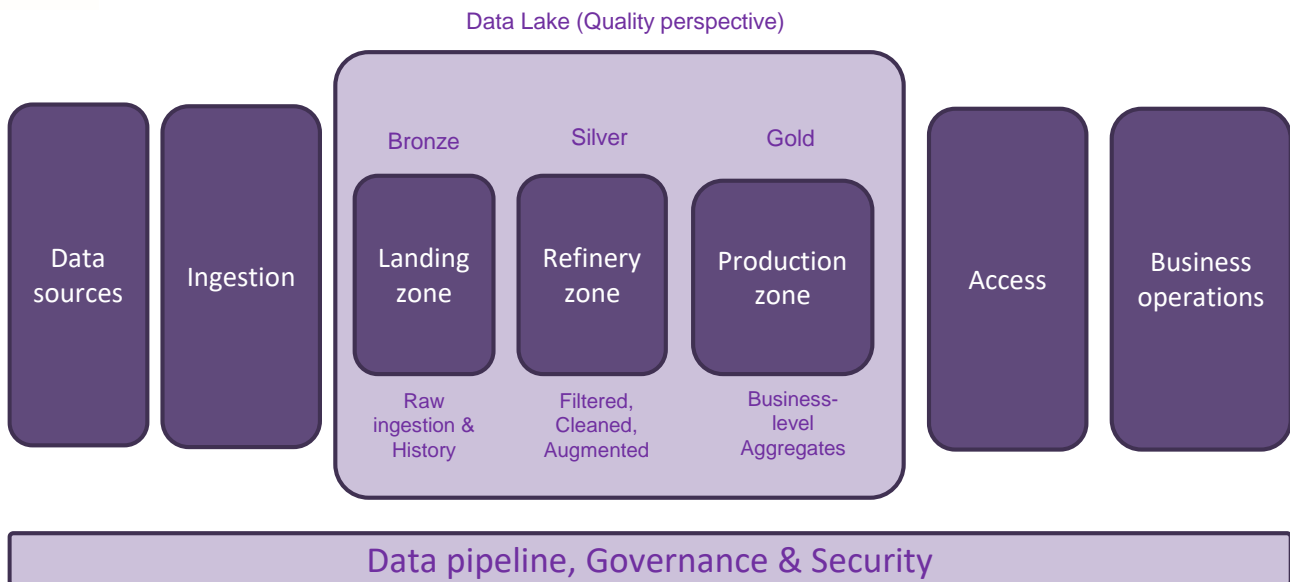 Data Lake (Quality perspective)
Data
sources
Ingestion
Bronze
Landing
zone
Raw
ingestion &
History
Silver
Refinery
zone
Filtered,
Cleaned,
Augmented
Gold
Production
zone
Business-
level
Aggregates
Access
Business
operations
Data pipeline, Governance & Security